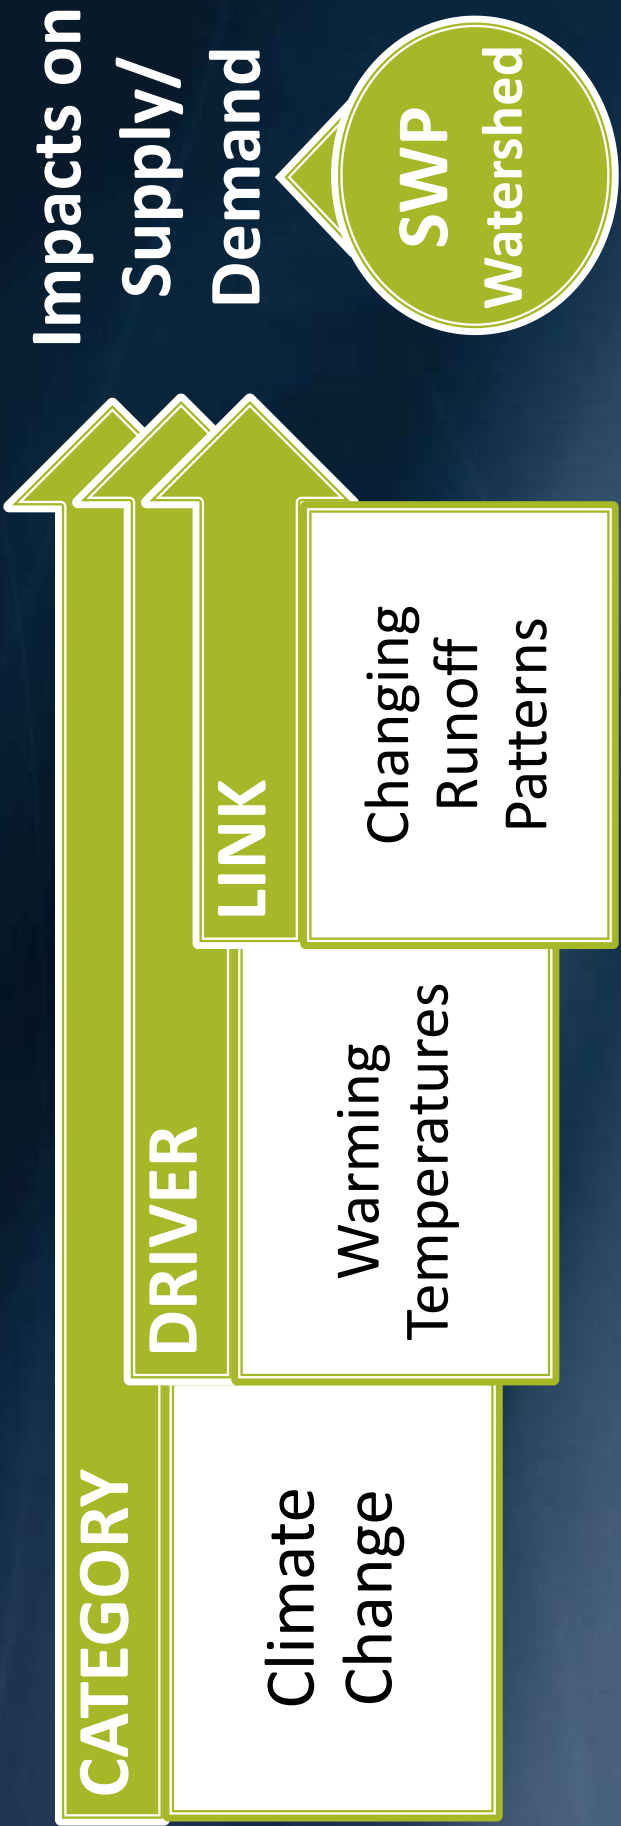 CATEGORY
Climate
Change
DRIVER
Warming
Temperatures
LINK
Changing
Runoff
Patterns
Impacts on
Supply/
Demand
SWP
Watershed